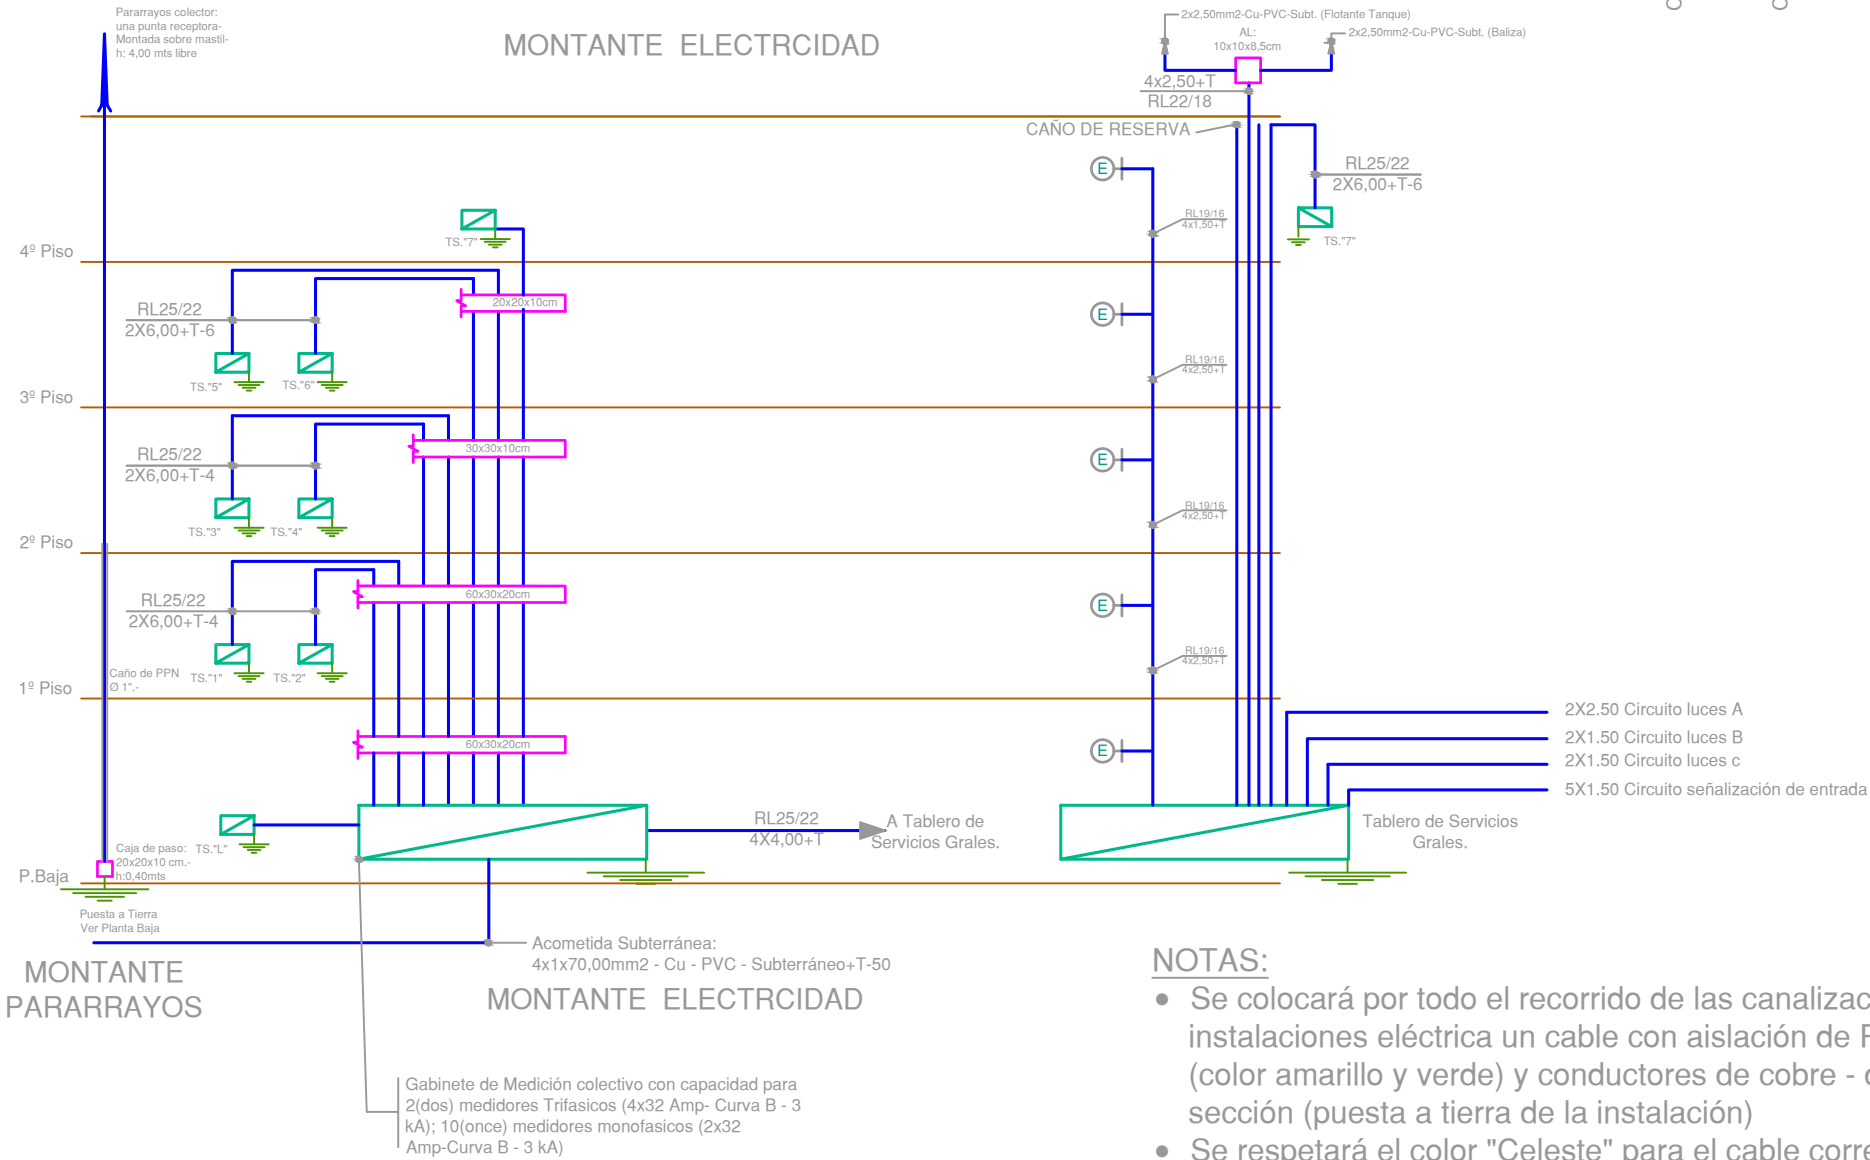 Pararrayos colector:
una punta receptora-
Montada sobre mastil-
h: 4,00 mts libre
MONTANTE ELECTRCIDAD
2x2,50mm2-Cu-PVC-Subt. (Flotante Tanque)
AL:
10x10x8,5cm
2x2,50mm2-Cu-PVC-Subt. (Baliza)
4x2,50+T
RL22/18
CAÑO DE RESERVA
E
RL25/22
2X6,00+T-6
RL19/16
4x1,50+T
TS."7"
TS."7"
4º Piso
20x20x10cm
RL25/22
2X6,00+T-6
E
RL19/16
4x2,50+T
TS."5"
TS."6"
3º Piso
30x30x10cm
RL25/22
2X6,00+T-4
E
RL19/16
4x2,50+T
TS."3"
TS."4"
2º Piso
60x30x20cm
RL25/22
2X6,00+T-4
E
RL19/16
4x2,50+T
Caño de PPN
Ø 1".-
TS."1"
TS."2"
1º Piso
60x30x20cm
E
2X2.50 Circuito luces A
2X1.50 Circuito luces B
2X1.50 Circuito luces c
5X1.50 Circuito señalización de entrada
RL25/22
4X4,00+T
A Tablero de
Servicios Grales.
Tablero de Servicios
Grales.
Caja de paso:
20x20x10 cm.-
h:0,40mts
TS."L"
P.Baja
Puesta a Tierra
Ver Planta Baja
Acometida Subterránea:
4x1x70,00mm2 - Cu - PVC - Subterráneo+T-50
MONTANTE
PARARRAYOS
MONTANTE ELECTRCIDAD
Gabinete de Medición colectivo con capacidad para
2(dos) medidores Trifasicos (4x32 Amp- Curva B - 3
kA); 10(once) medidores monofasicos (2x32
Amp-Curva B - 3 kA)
NOTAS:
• Se colocará por todo el recorrido de las canalizac
instalaciones eléctrica un cable con aislación de
(color amarillo y verde) y conductores de cobre -
sección (puesta a tierra de la instalación)
• Se respetará el color "Celeste" para el cable corre